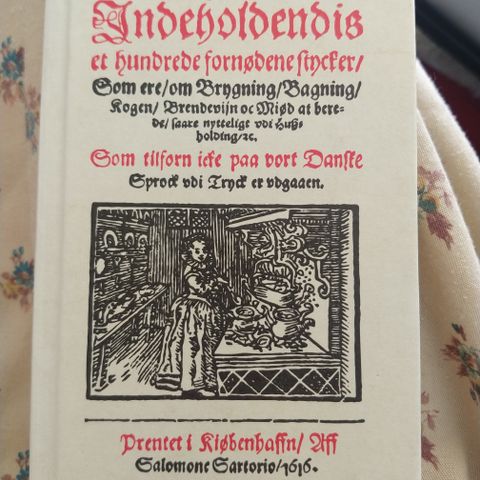 Indeholdendis
et hundrede fornødene stycker/
Som ere/om Brygning/Bagning/
Kogen/Brendevijn oc Miød at bere-
de/saare nytteligt vdi Huß-
holding/ꝛc.
Som tilforn icke paa vort Danske
Sprock vdi Tryck er vdgaaen.
Prentet i Kiøbenhaffn/Aff
Salomone Sartorio/1616.